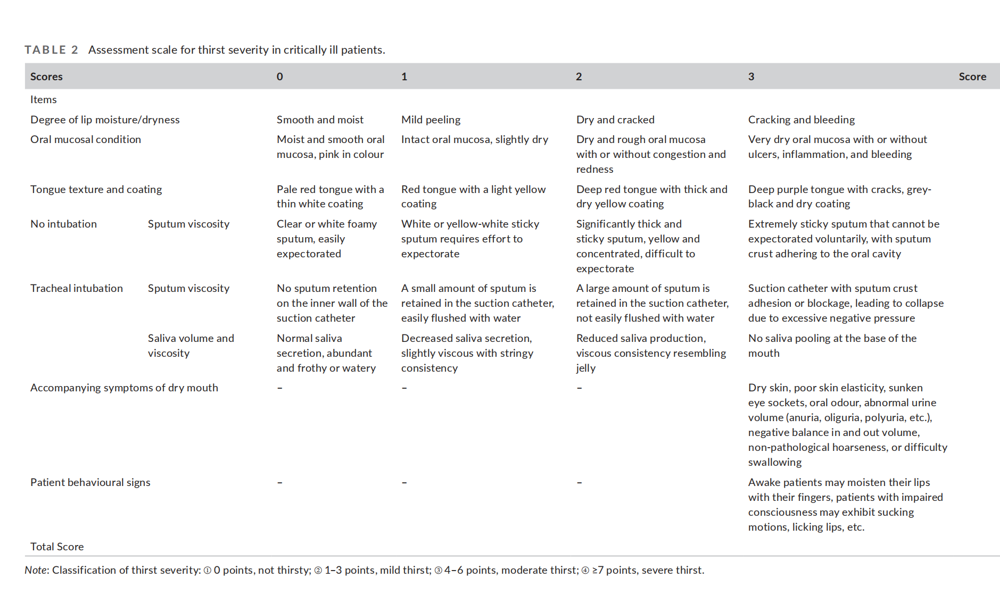 TABLE 2 Assessment scale for thirst severity in critically ill patients.
Scores 0 1 2 3 Score
Items
Degree of lip moisture/dryness Smooth and moist Mild peeling Dry and cracked Cracking and bleeding
Oral mucosal condition Moist and smooth oral Intact oral mucosa, slightly dry Dry and rough oral mucosa Very dry oral mucosa with or without
mucosa, pink in colour with or without congestion and ulcers, inflammation, and bleeding
redness
Tongue texture and coating Pale red tongue with a Red tongue with a light yellow Deep red tongue with thick and Deep purple tongue with cracks, grey-
thin white coating coating dry yellow coating black and dry coating
No intubation Sputum viscosity Clear or white foamy White or yellow-white sticky Significantly thick and Extremely sticky sputum that cannot be
sputum, easily sputum requires effort to sticky sputum, yellow and expectorated voluntarily, with sputum
expectorated expectorate concentrated, difficult to crust adhering to the oral cavity
expectorate
Tracheal intubation Sputum viscosity No sputum retention A small amount of sputum is A large amount of sputum is Suction catheter with sputum crust
on the inner wall of the retained in the suction catheter, retained in the suction catheter, adhesion or blockage, leading to collapse
suction catheter easily flushed with water not easily flushed with water due to excessive negative pressure
Saliva volume and Normal saliva Decreased saliva secretion, Reduced saliva production, No saliva pooling at the base of the
viscosity secretion, abundant slightly viscous with stringy viscous consistency resembling mouth
and frothy or watery consistency jelly
Accompanying symptoms of dry mouth – – – Dry skin, poor skin elasticity, sunken
eye sockets, oral odour, abnormal urine
volume (anuria, oliguria, polyuria, etc.),
negative balance in and out volume,
non-pathological hoarseness, or difficulty
swallowing
Patient behavioural signs – – – Awake patients may moisten their lips
with their fingers, patients with impaired
consciousness may exhibit sucking
motions, licking lips, etc.
Total Score
Note: Classification of thirst severity: ① 0 points, not thirsty; ② 1–3 points, mild thirst; ③ 4–6 points, moderate thirst; ④ ≥7 points, severe thirst.